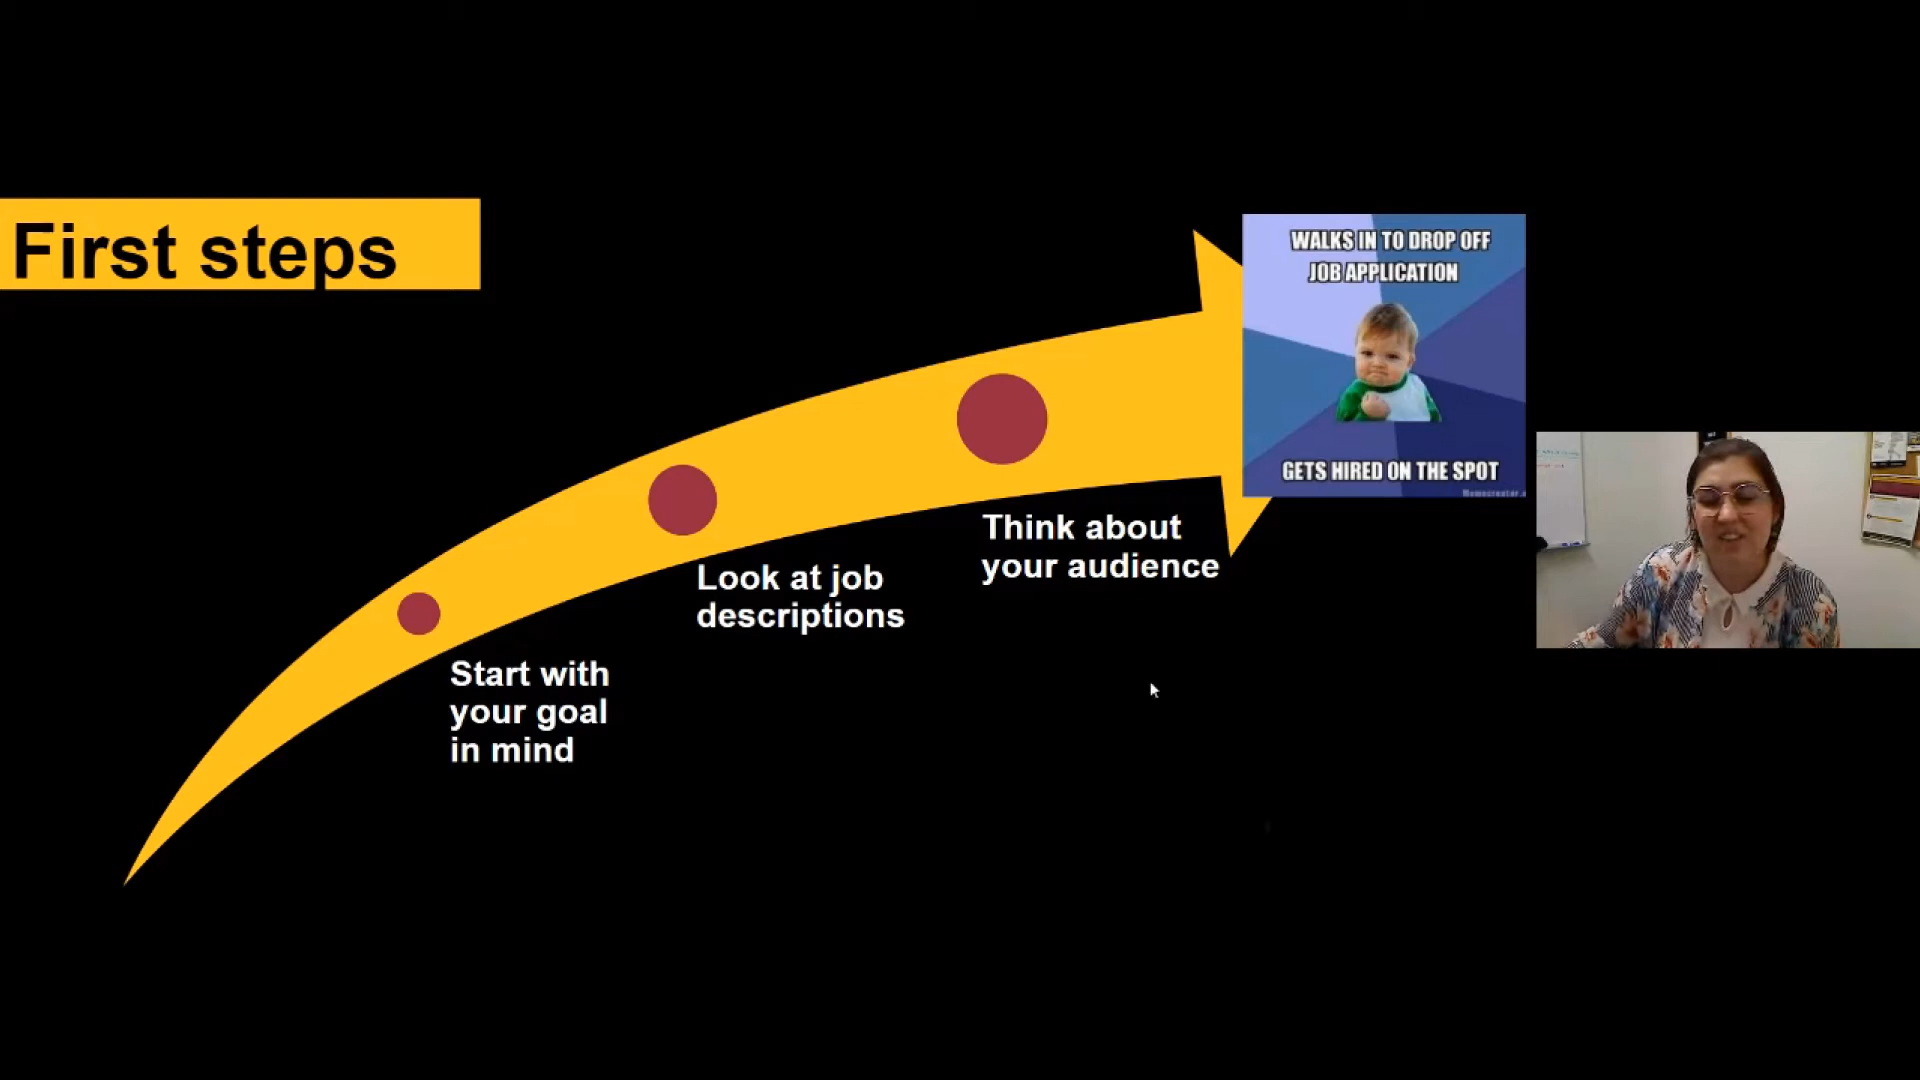 First steps
WALKS IN TO DROP OFF
JOB APPLICATION
GETS HIRED ON THE SPOT
Think about
your audience
Look at job
descriptions
Start with
your goal
in mind